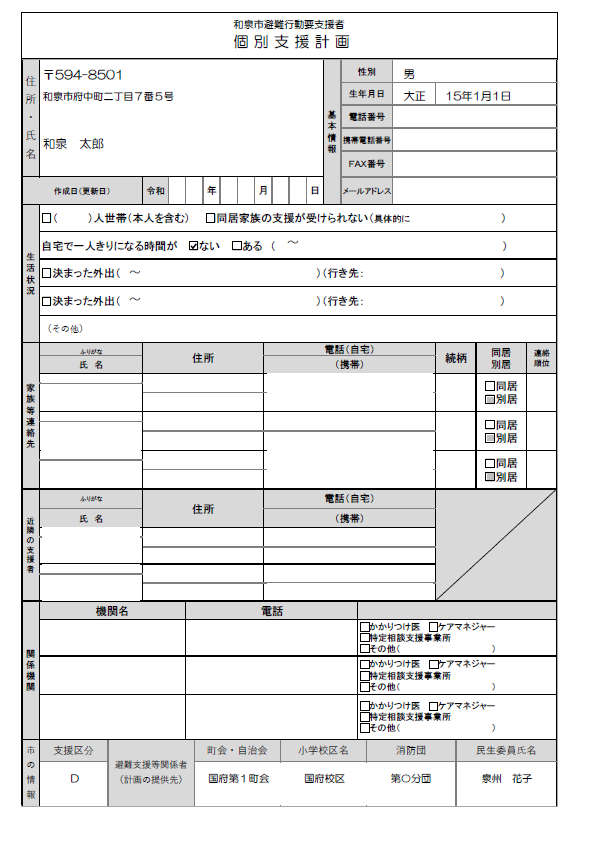 和泉市避難行動要支援者
個別支援計画
住所・氏名
〒594-8501
和泉市府中町二丁目7番5号
和泉　太郎
基本情報
性別　男
生年月日　大正　15年1月1日
電話番号
携帯電話番号
FAX番号
メールアドレス
作成日(更新日)　令和　年　月　日
生活状況
□(　　)人世帯(本人を含む)　□同居家族の支援が受けられない(具体的に　　)
自宅で一人きりになる時間が　☑ない　□ある　(　～　)
□決まった外出(　～　)(行き先:　)
□決まった外出(　～　)(行き先:　)
(その他)
家族等連絡先
ふりがな
氏 名
住所
電話(自宅)
(携帯)
続柄
同居
別居
連絡
順位
□同居
□別居
□同居
□別居
□同居
□別居
近隣の支援者
ふりがな
氏 名
住所
電話(自宅)
(携帯)
関係機関
機関名　電話
□かかりつけ医　□ケアマネジャー
□特定相談支援事業所
□その他(　　)
□かかりつけ医　□ケアマネジャー
□特定相談支援事業所
□その他(　　)
□かかりつけ医　□ケアマネジャー
□特定相談支援事業所
□その他(　　)
市の情報
支援区分
D
避難支援等関係者
(計画の提供先)
町会・自治会　小学校区名　消防団　民生委員氏名
国府第1町会　国府校区　第〇分団　泉州　花子